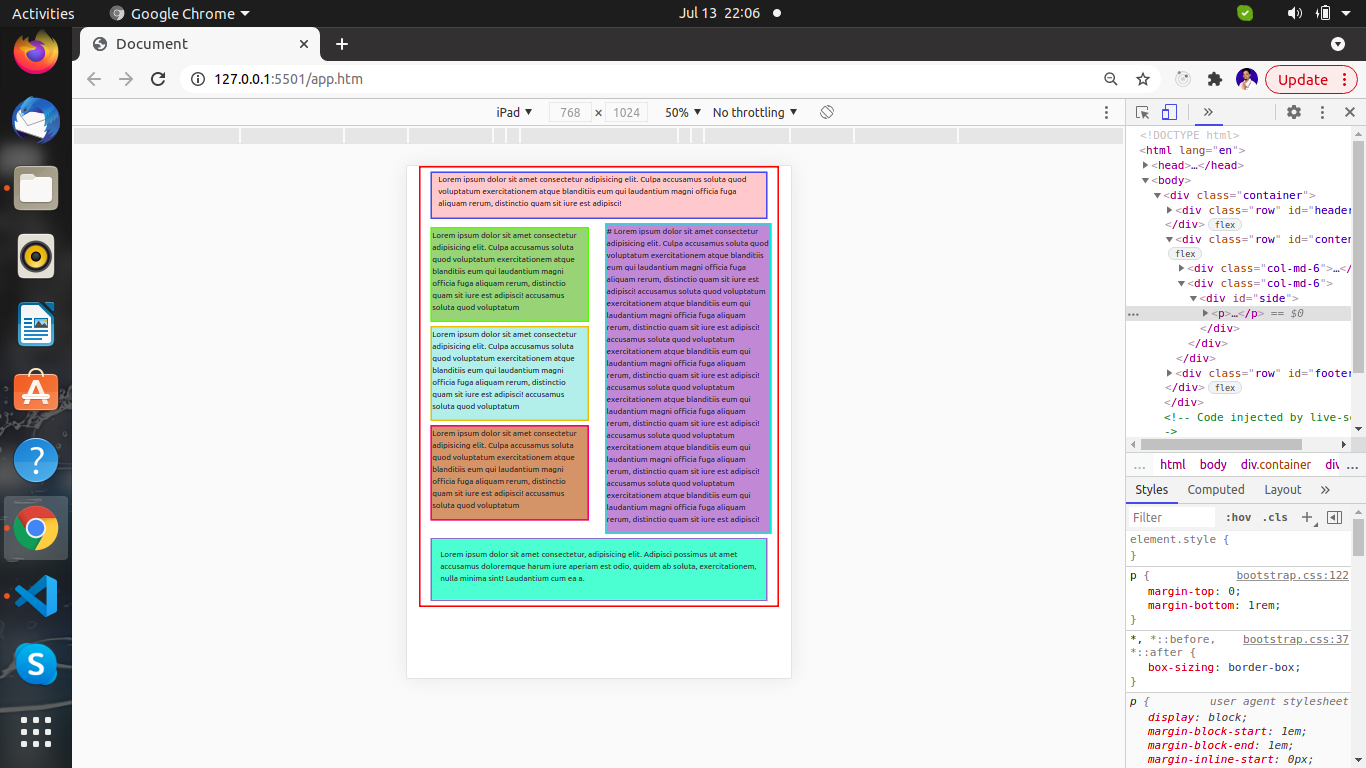 Activities
Google Chrome
Jul 13 22:06
Document
127.0.0.1:5501/app.htm
Update
iPad
768 × 1024
50%
No throttling
Lorem ipsum dolor sit amet consectetur adipisicing elit. Culpa accusamus soluta quod
voluptatum exercitationem atque blanditiis eum qui laudantium magni officia fuga
aliquam rerum, distinctio quam sit iure est adipisci!
Lorem ipsum dolor sit amet consectetur
adipisicing elit. Culpa accusamus soluta
quod voluptatum exercitationem atque
blanditiis eum qui laudantium magni
officia fuga aliquam rerum, distinctio
quam sit iure est adipisci! accusamus
soluta quod voluptatum
Lorem ipsum dolor sit amet consectetur
adipisicing elit. Culpa accusamus soluta
quod voluptatum exercitationem atque
blanditiis eum qui laudantium magni
officia fuga aliquam rerum, distinctio
quam sit iure est adipisci! accusamus
soluta quod voluptatum
Lorem ipsum dolor sit amet consectetur
adipisicing elit. Culpa accusamus soluta
quod voluptatum exercitationem atque
blanditiis eum qui laudantium magni
officia fuga aliquam rerum, distinctio
quam sit iure est adipisci! accusamus
soluta quod voluptatum
# Lorem ipsum dolor sit amet consectetur
adipisicing elit. Culpa accusamus soluta quod
voluptatum exercitationem atque blanditiis
eum qui laudantium magni officia fuga
aliquam rerum, distinctio quam sit iure est
adipisci! accusamus soluta quod voluptatum
exercitationem atque blanditiis eum qui
laudantium magni officia fuga aliquam
rerum, distinctio quam sit iure est adipisci!
accusamus soluta quod voluptatum
exercitationem atque blanditiis eum qui
laudantium magni officia fuga aliquam
rerum, distinctio quam sit iure est adipisci!
accusamus soluta quod voluptatum
exercitationem atque blanditiis eum qui
laudantium magni officia fuga aliquam
rerum, distinctio quam sit iure est adipisci!
accusamus soluta quod voluptatum
exercitationem atque blanditiis eum qui
laudantium magni officia fuga aliquam
rerum, distinctio quam sit iure est adipisci!
accusamus soluta quod voluptatum
exercitationem atque blanditiis eum qui
laudantium magni officia fuga aliquam
rerum, distinctio quam sit iure est adipisci!
Lorem ipsum dolor sit amet consectetur, adipisicing elit. Adipisci possimus ut amet
accusamus doloremque harum iure aperiam est odio, quidem ab soluta, exercitationem,
nulla minima sint! Laudantium cum ea a.
<!DOCTYPE html>
<html lang="en">
<head>…</head>
<body>
<div class="container">
<div class="row" id="header
</div> flex
<div class="row" id="conter
flex
<div class="col-md-6">…</
<div class="col-md-6">
<div id="side">
… <p>…</p> == $0
</div>
</div>
</div>
<div class="row" id="footer
</div> flex
</div>
<!-- Code injected by live-se
->
… html body div.container div …
Styles Computed Layout »
Filter :hov .cls +
element.style {
}
p { bootstrap.css:122
margin-top: 0;
margin-bottom: 1rem;
}
*, *::before, bootstrap.css:37
*::after {
box-sizing: border-box;
}
p { user agent stylesheet
display: block;
margin-block-start: 1em;
margin-block-end: 1em;
margin-inline-start: 0px;